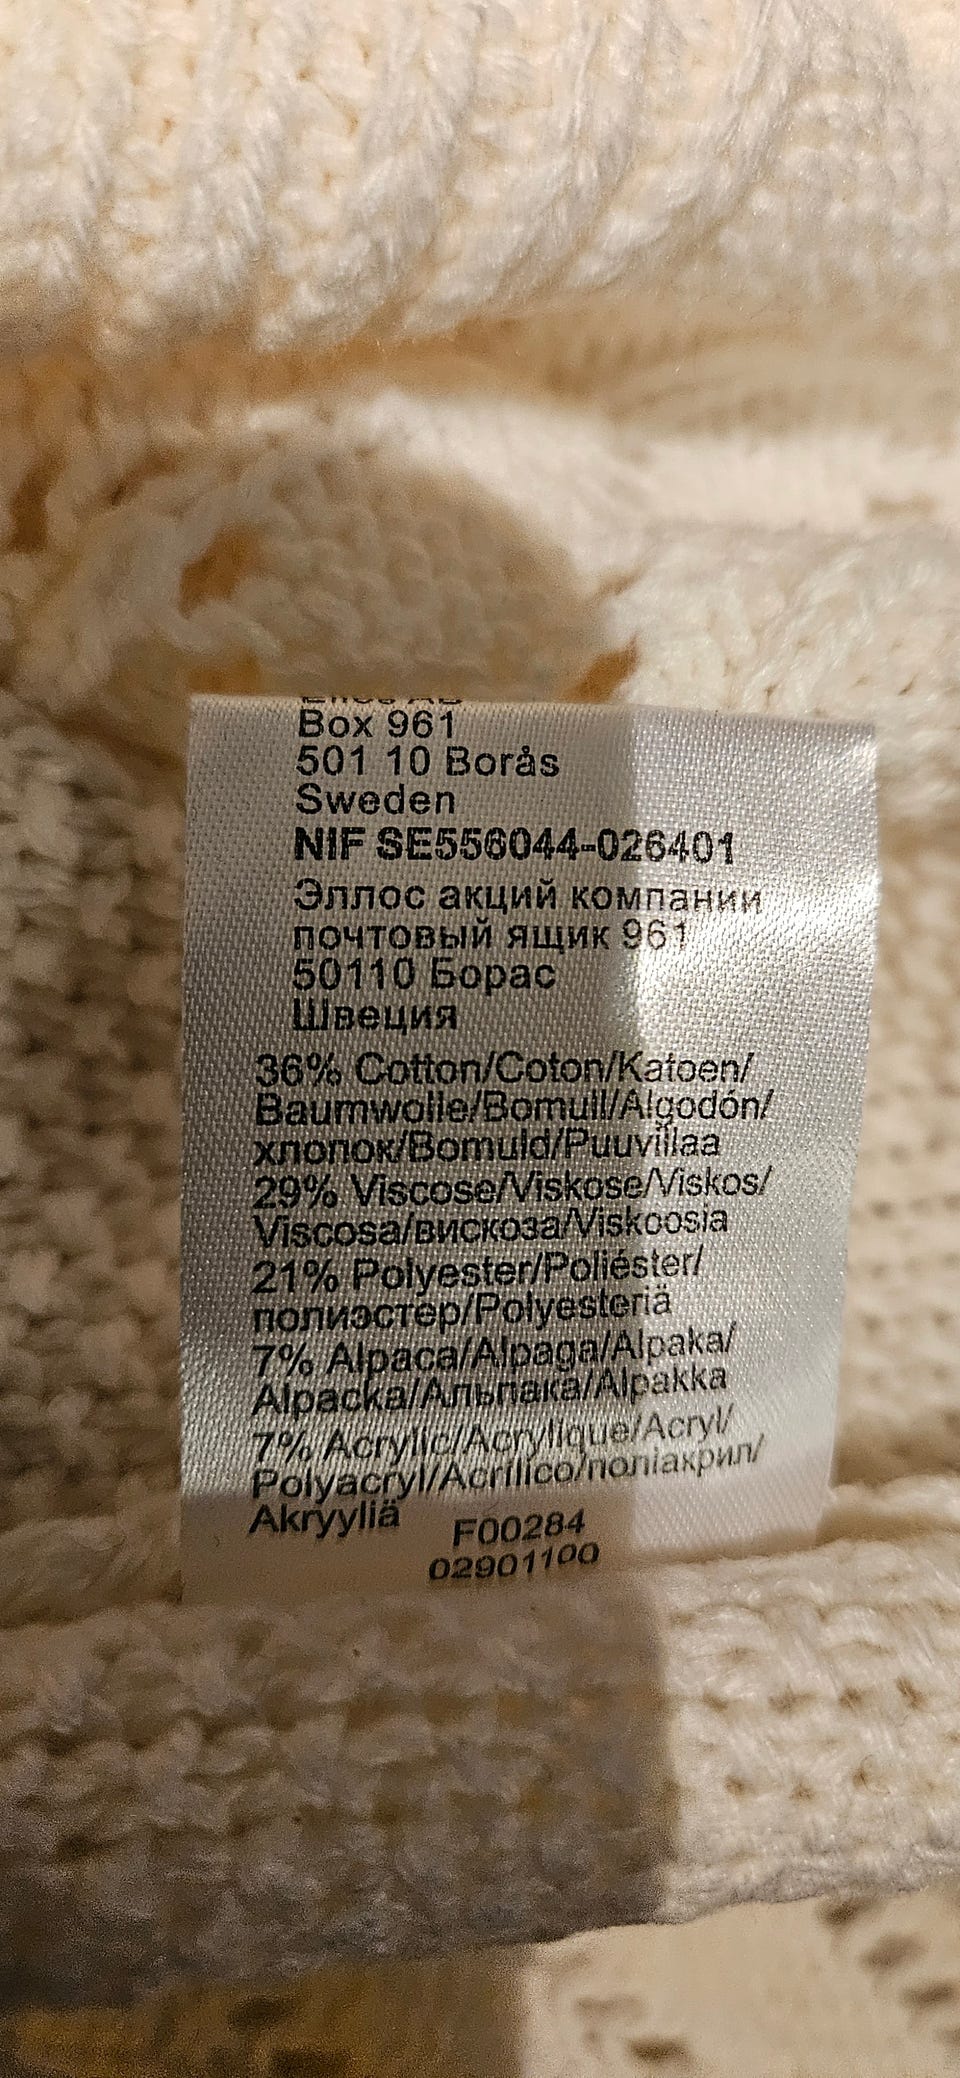 Ellos AB
Box 961
501 10 Borås
Sweden
NIF SE556044-026401
Эллос акций компании
почтовый ящик 961
50110 Борас
Швеция
36% Cotton/Coton/Katoen/
Baumwolle/Bomull/Algodón/
хлопок/Bomuld/Puuvillaa
29% Viscose/Viskose/Viskos/
Viscosa/вискоза/Viskoosia
21% Polyester/Poliéster/
полиэстер/Polyesteriä
7% Alpaca/Alpaga/Alpaka/
Alpacka/Альпака/Alpakka
7% Acrylic/Acrylique/Acryl/
Polyacryl/Acrílico/поліакрил/
Akryyliä
F00284
02901100